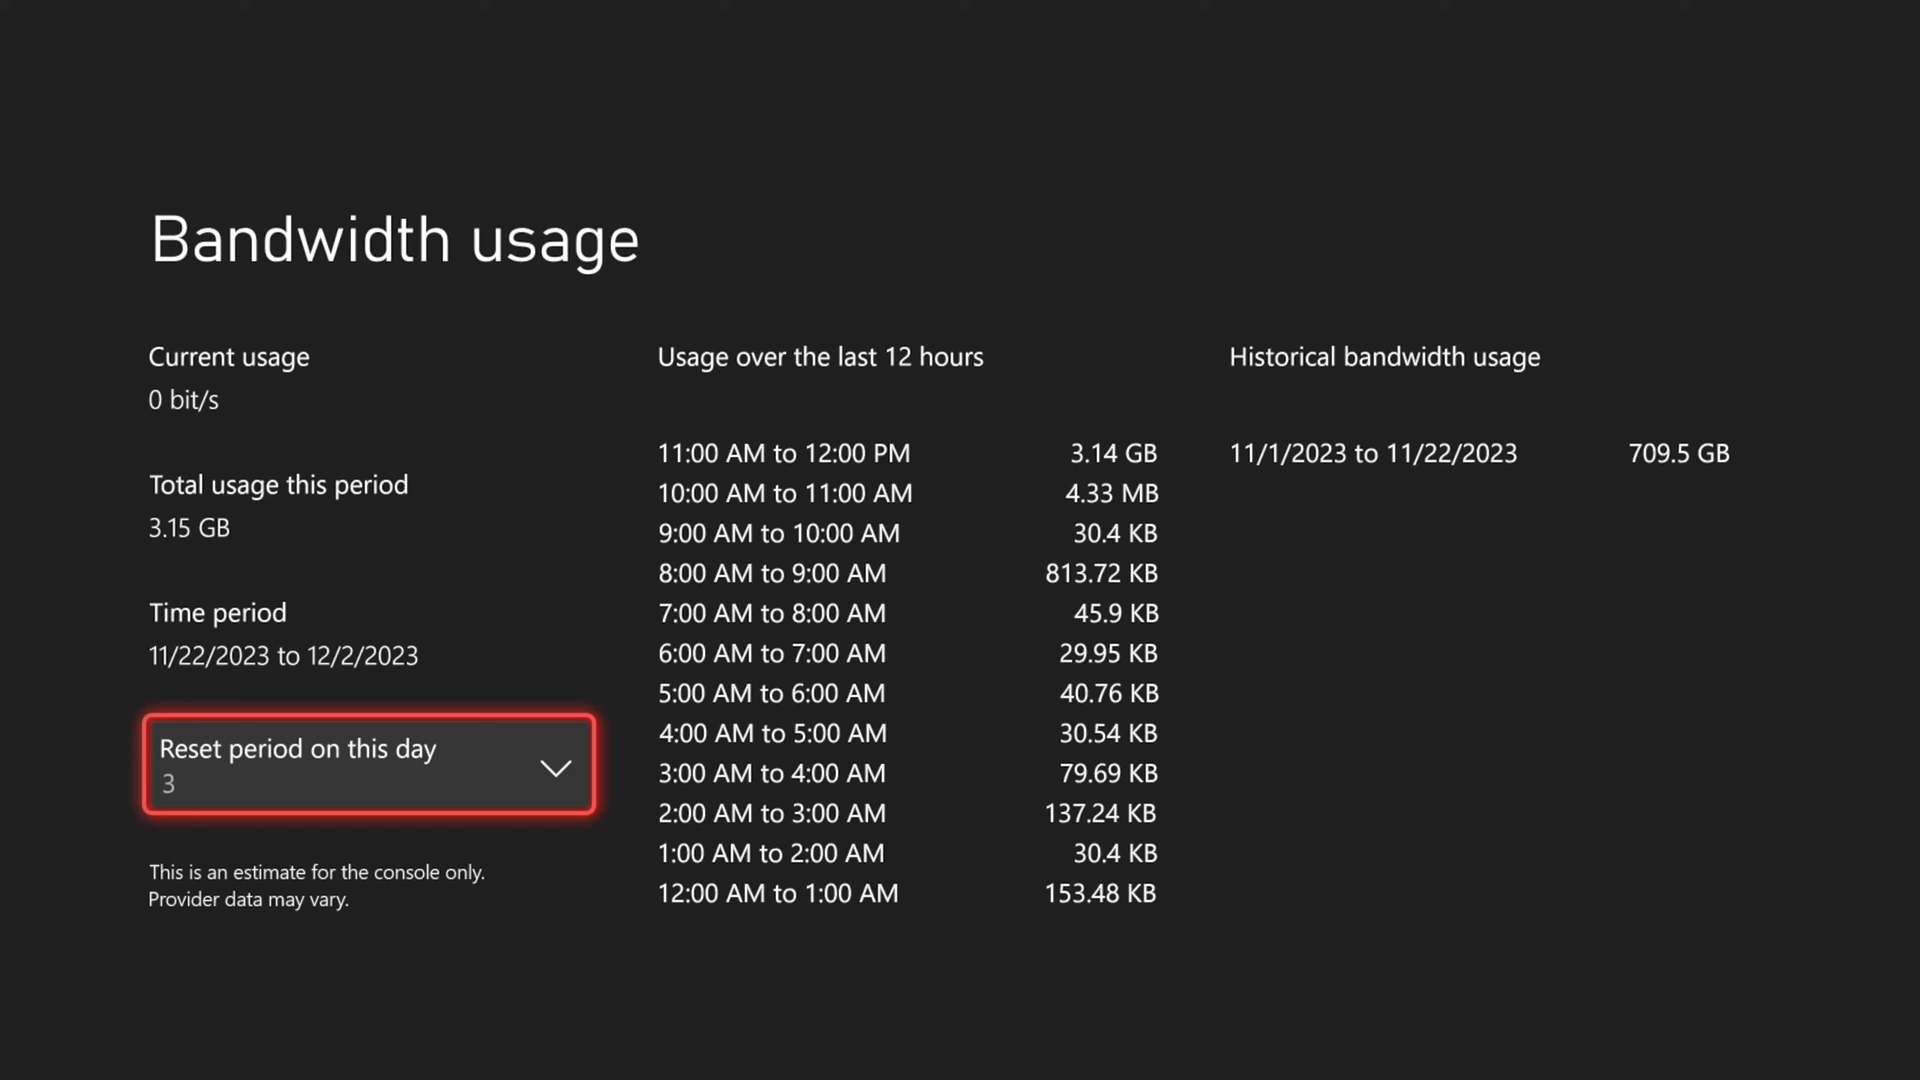 Bandwidth usage
Current usage
0 bit/s
Total usage this period
3.15 GB
Time period
11/22/2023 to 12/2/2023
Reset period on this day
3
This is an estimate for the console only.
Provider data may vary.
Usage over the last 12 hours
11:00 AM to 12:00 PM 3.14 GB
10:00 AM to 11:00 AM 4.33 MB
9:00 AM to 10:00 AM 30.4 KB
8:00 AM to 9:00 AM 813.72 KB
7:00 AM to 8:00 AM 45.9 KB
6:00 AM to 7:00 AM 29.95 KB
5:00 AM to 6:00 AM 40.76 KB
4:00 AM to 5:00 AM 30.54 KB
3:00 AM to 4:00 AM 79.69 KB
2:00 AM to 3:00 AM 137.24 KB
1:00 AM to 2:00 AM 30.4 KB
12:00 AM to 1:00 AM 153.48 KB
Historical bandwidth usage
11/1/2023 to 11/22/2023 709.5 GB